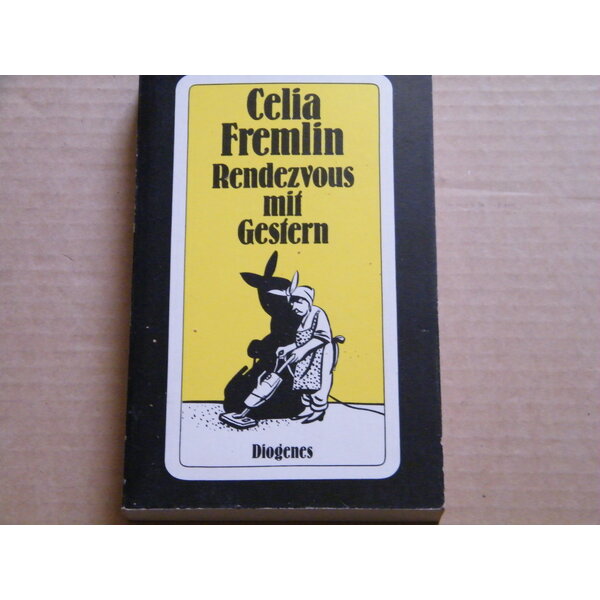 Celia
Fremlin
Rendezvous
mit
Gestern
Diogenes